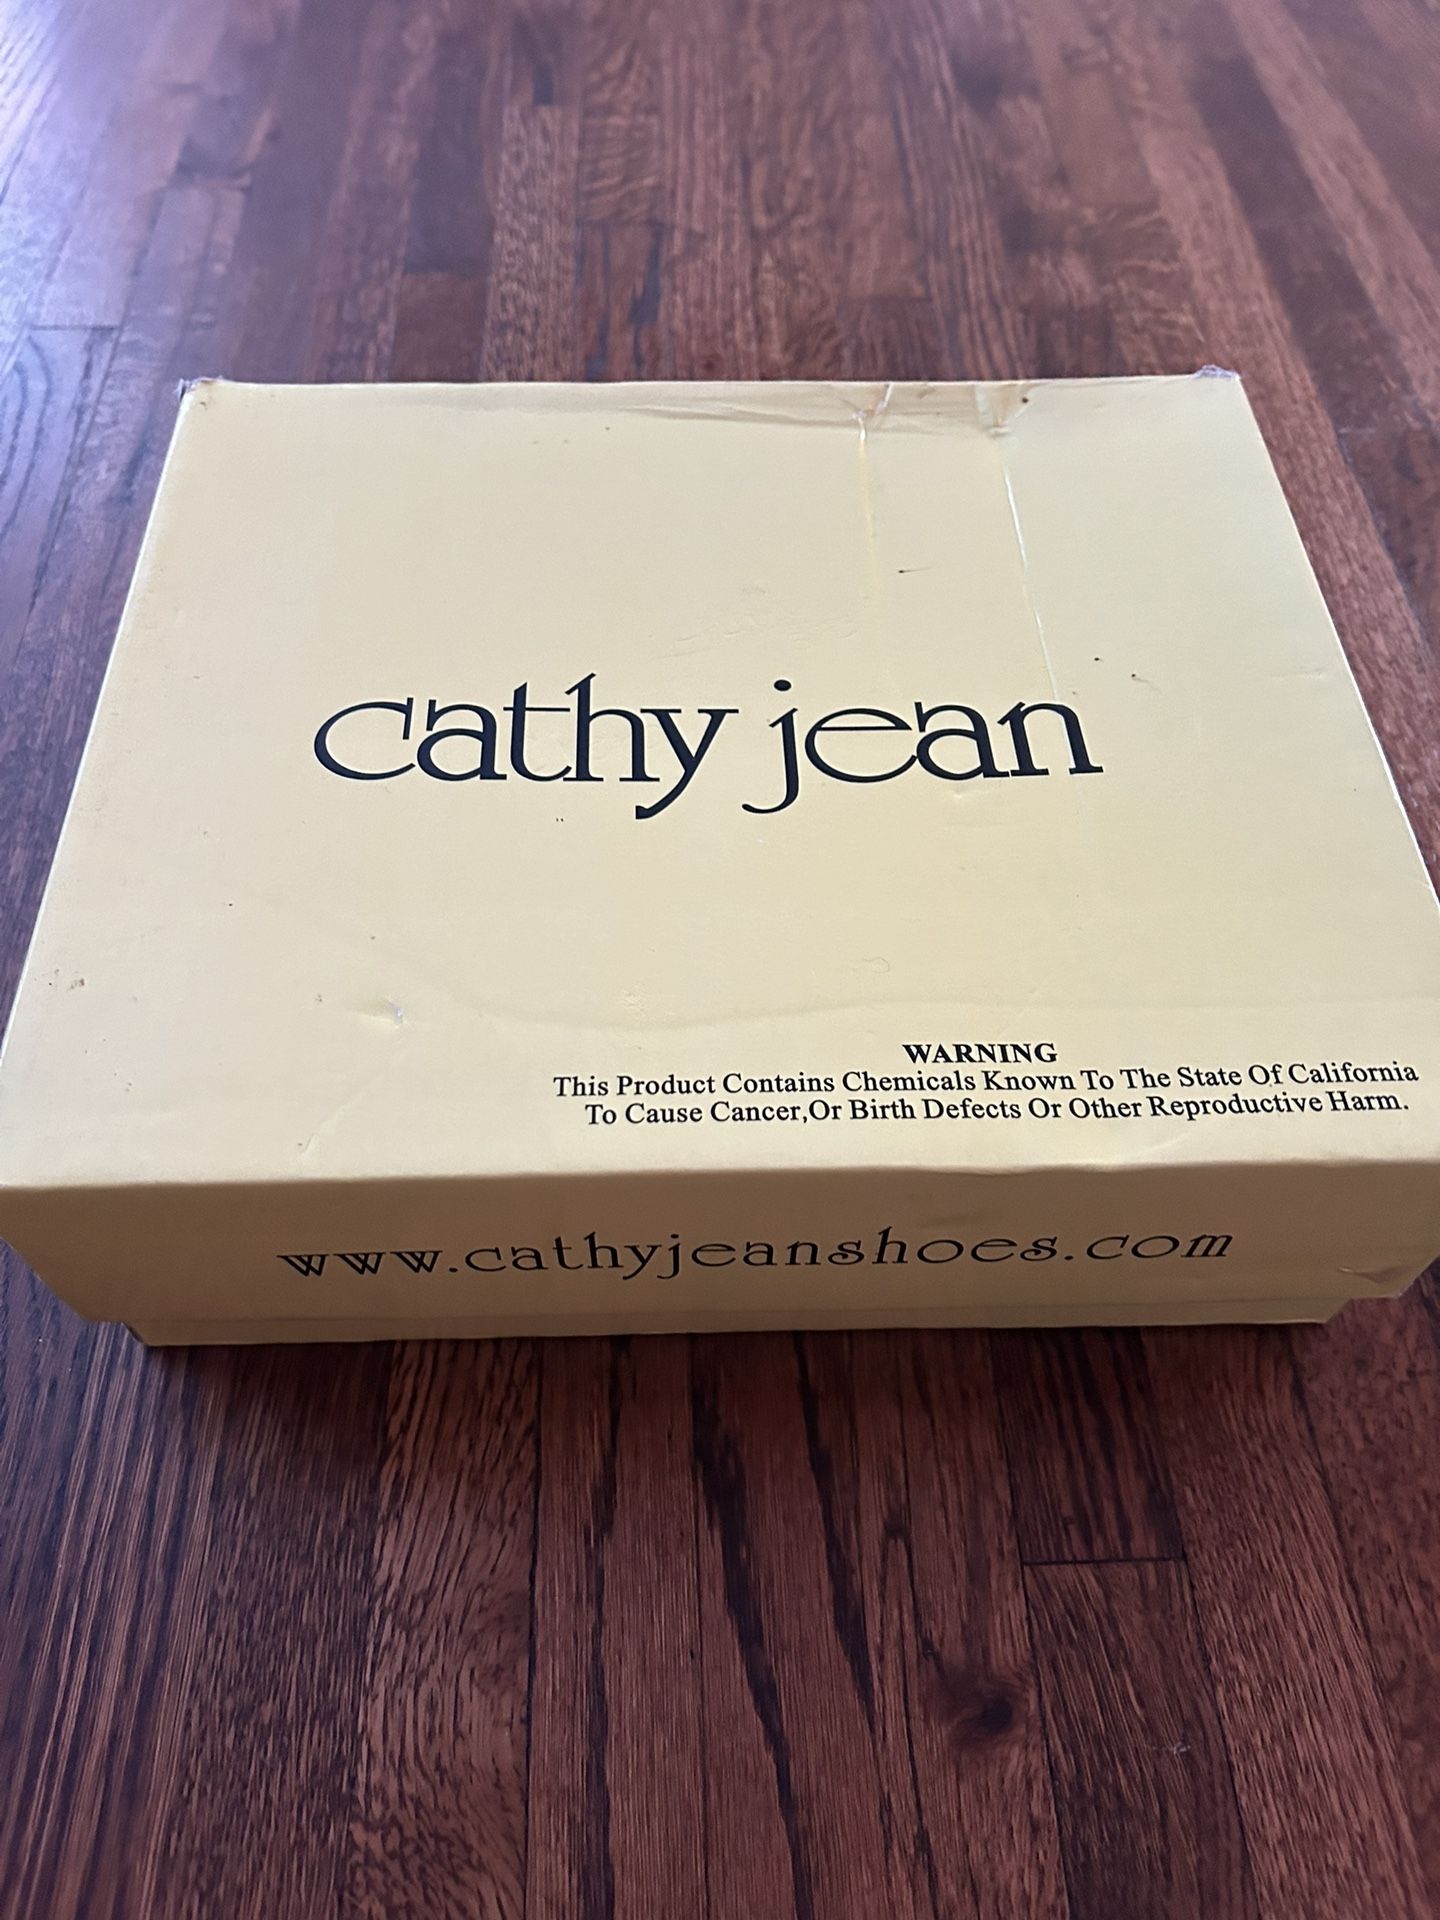 cathy jean
WARNING
This Product Contains Chemicals Known To The State Of California
To Cause Cancer,Or Birth Defects Or Other Reproductive Harm.
www.cathyjeanshoes.com